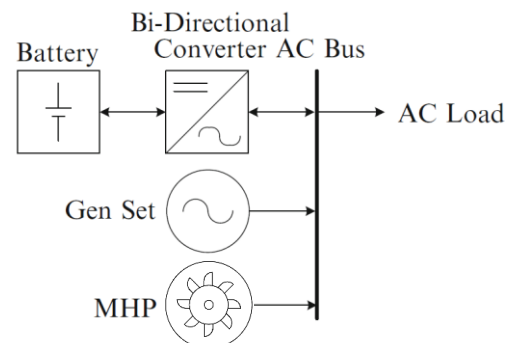 Bi-Directional
Battery Converter AC Bus
AC Load
Gen Set
MHP